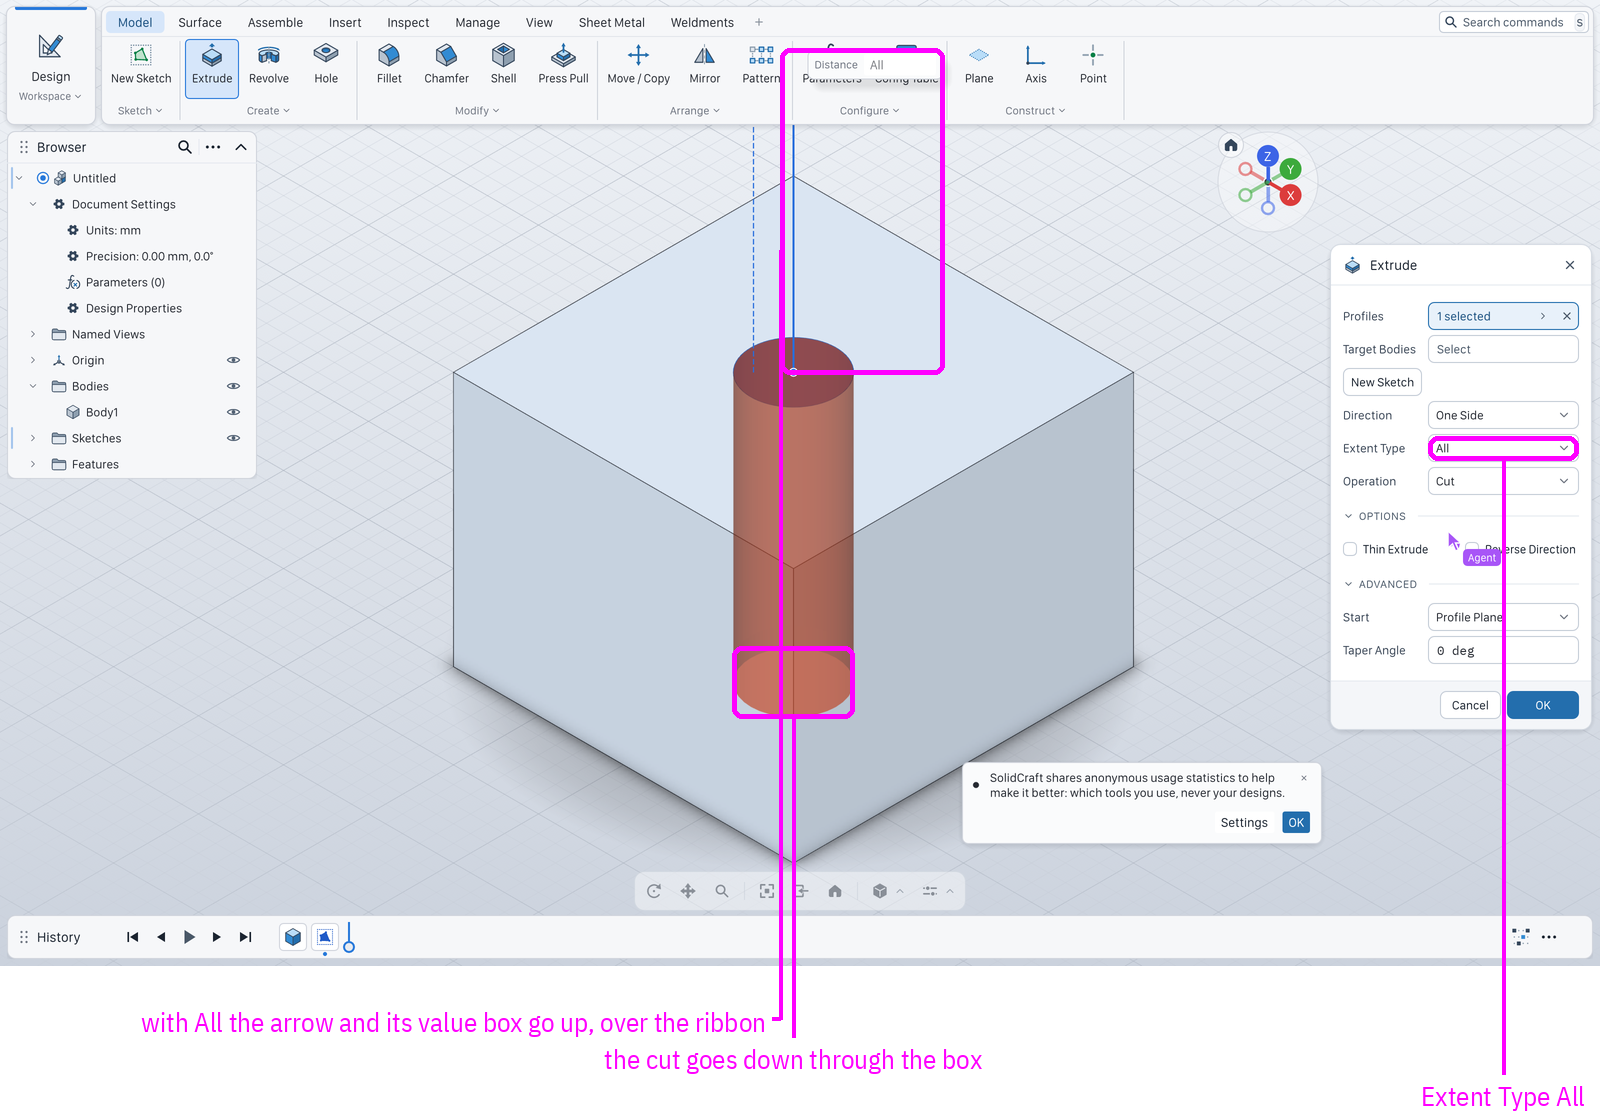 Design
Workspace
Model
Surface
Assemble
Insert
Inspect
Manage
View
Sheet Metal
Weldments
Search commands
S
New Sketch
Extrude
Revolve
Hole
Fillet
Chamfer
Shell
Press Pull
Move / Copy
Mirror
Pattern
Distance All
Plane
Axis
Point
Sketch
Create
Modify
Arrange
Configure
Construct
Browser
Untitled
Document Settings
Units: mm
Precision: 0.00 mm, 0.0°
Parameters (0)
Design Properties
Named Views
Origin
Bodies
Body1
Sketches
Features
Z
Y
X
Extrude
Profiles
1 selected
Target Bodies
Select
New Sketch
Direction
One Side
Extent Type
All
Operation
Cut
OPTIONS
Thin Extrude
Reverse Direction
Agent
ADVANCED
Start
Profile Plane
Taper Angle
0 deg
Cancel
OK
SolidCraft shares anonymous usage statistics to help
make it better: which tools you use, never your designs.
Settings
OK
History
with All the arrow and its value box go up, over the ribbon
the cut goes down through the box
Extent Type All